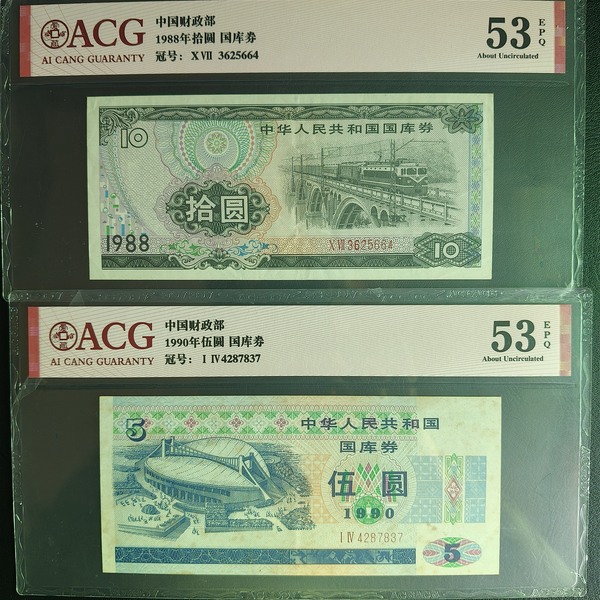 ACG
AI CANG GUARANTY
中国财政部
1988年拾圆 国库券
冠号: XⅦ 3625664
53
EPQ
About Uncirculated
10
中华人民共和国国库券
拾圆
1988
XⅦ3625664
10
ACG
AI CANG GUARANTY
中国财政部
1990年伍圆 国库券
冠号: ⅠⅣ4287837
53
EPQ
About Uncirculated
5
中华人民共和国
国库券
伍圆
1990
ⅠⅣ4287837
5